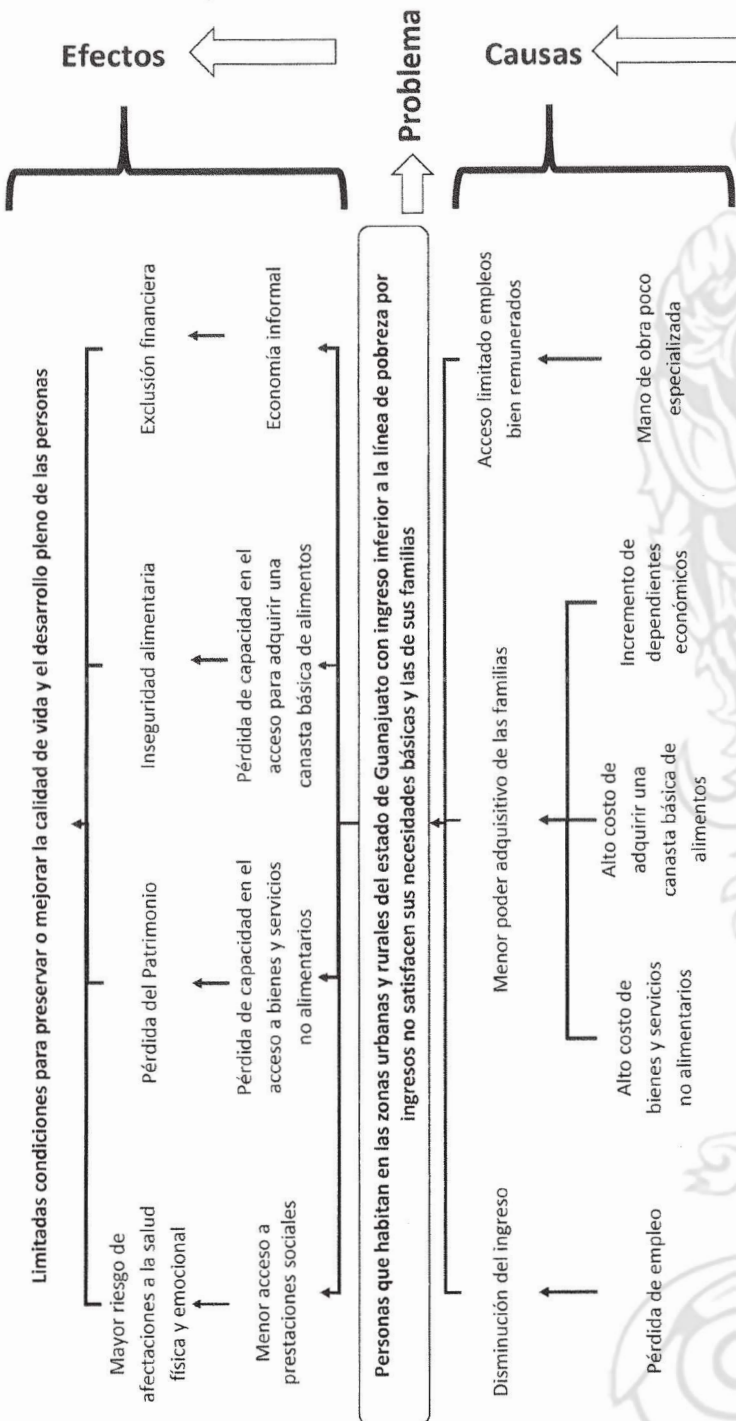 Efectos
Limitadas condiciones para preservar o mejorar la calidad de vida y el desarrollo pleno de las personas
Mayor riesgo de
afectaciones a la salud
física y emocional
Pérdida del Patrimonio
Inseguridad alimentaria
Exclusión financiera
Menor acceso a
prestaciones sociales
Pérdida de capacidad en el
acceso a bienes y servicios
no alimentarios
Pérdida de capacidad en el
acceso para adquirir una
canasta básica de alimentos
Economía informal
Problema
Personas que habitan en las zonas urbanas y rurales del estado de Guanajuato con ingreso inferior a la línea de pobreza por
ingresos no satisfacen sus necesidades básicas y las de sus familias
Causas
Disminución del ingreso
Menor poder adquisitivo de las familias
Acceso limitado empleos
bien remunerados
Pérdida de empleo
Alto costo de
bienes y servicios
no alimentarios
Alto costo de
adquirir una
canasta básica de
alimentos
Incremento de
dependientes
económicos
Mano de obra poco
especializada